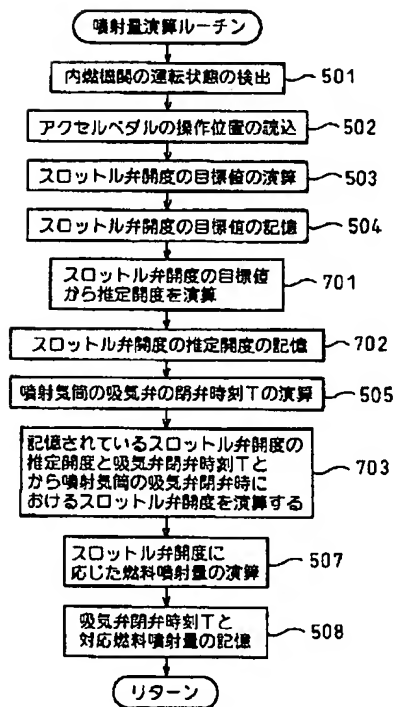 噴射量演算ルーチン
内燃機関の運転状態の検出
501
アクセルペダルの操作位置の読込
502
スロットル弁開度の目標値の演算
503
スロットル弁開度の目標値の記憶
504
スロットル弁開度の目標値
から推定開度を演算
701
スロットル弁開度の推定開度の記憶
702
噴射気筒の吸気弁の閉弁時刻Tの演算
505
記憶されているスロットル弁開度の
推定開度と吸気弁閉弁時刻Tと
から噴射気筒の吸気弁閉弁時に
おけるスロットル弁開度を演算する
703
スロットル弁開度に
応じた燃料噴射量の演算
507
吸気弁閉弁時刻Tと
対応燃料噴射量の記憶
508
リターン